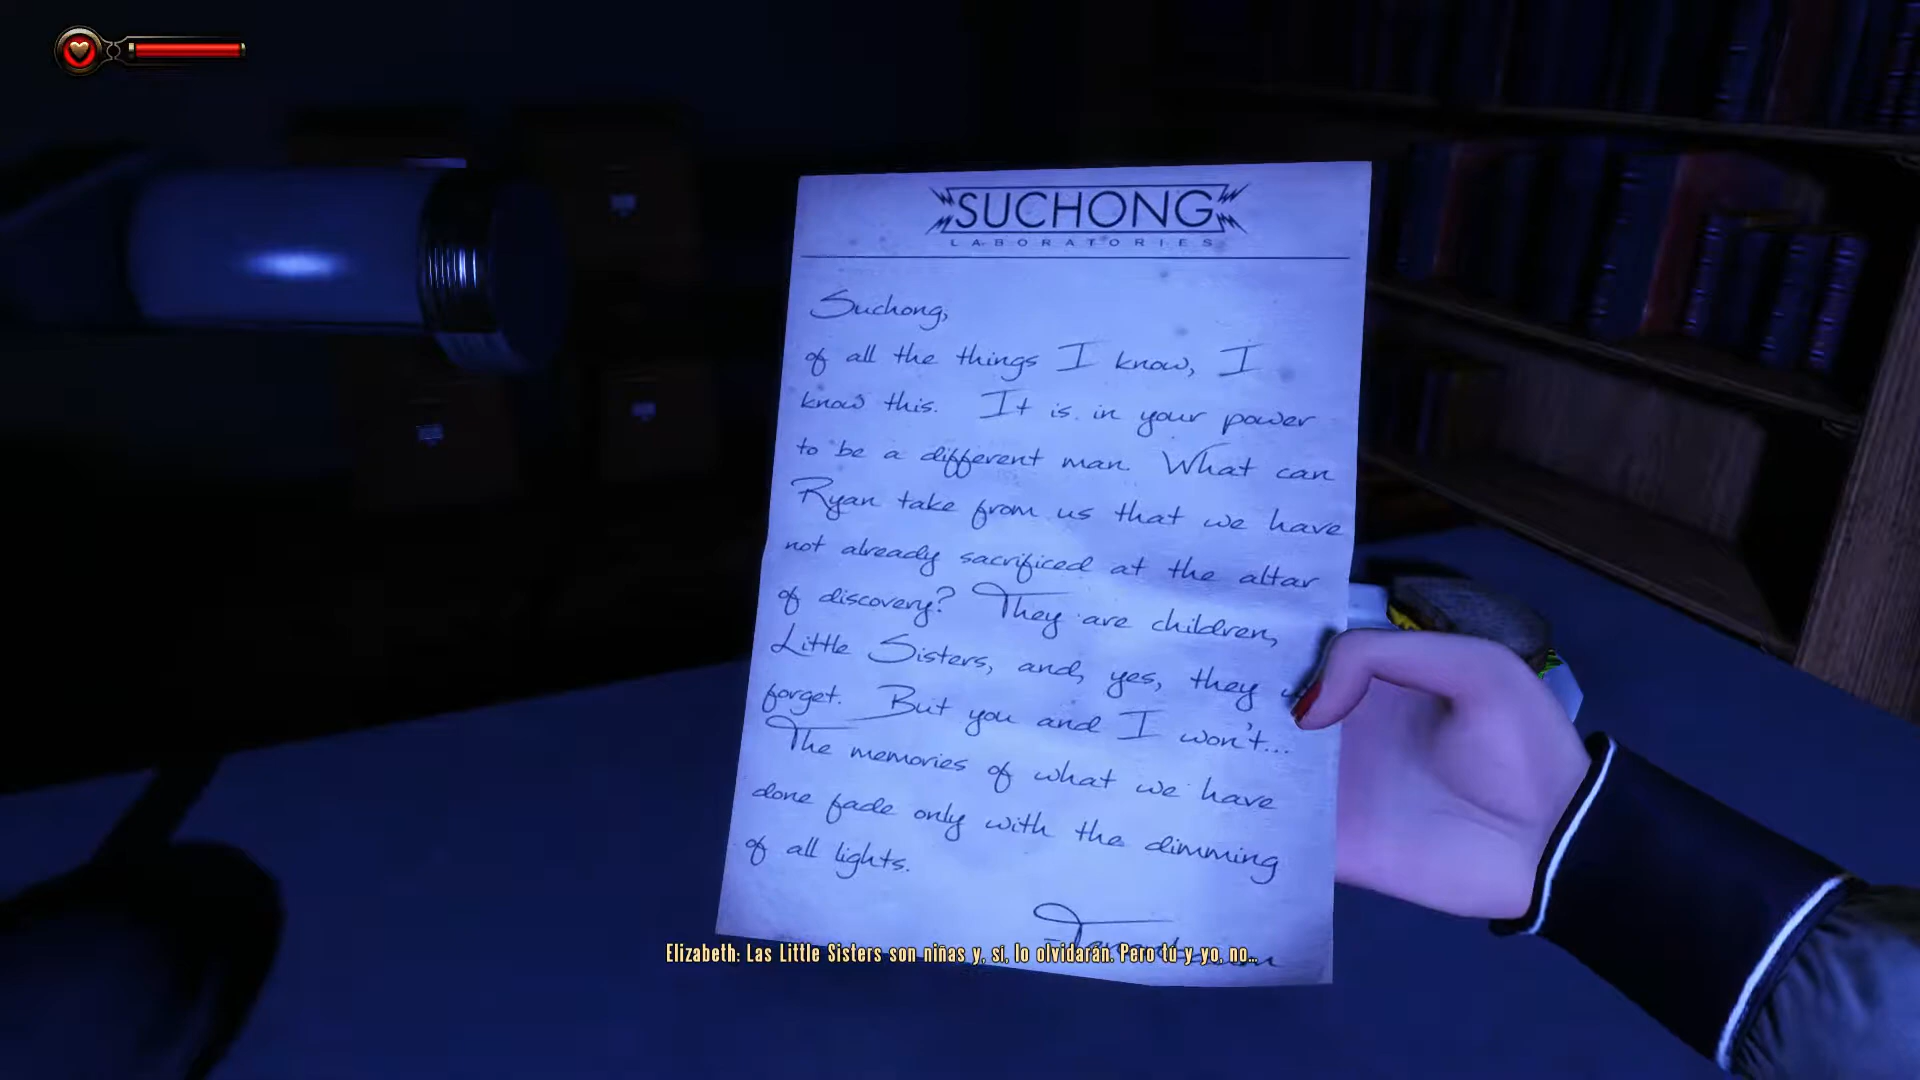 SUCHONG
LABORATORIES
Suchong,
of all the things I know, I
know this. It is in your power
to be a different man. What can
Ryan take from us that we have
not already sacrificed at the altar
of discovery? They are children,
Little Sisters, and, yes, they
forget. But you and I won't...
The memories of what we have
done fade only with the dimming
of all lights.
Elizabeth: Las Little Sisters son niñas y, sí, lo olvidarán. Pero tú y yo, no...